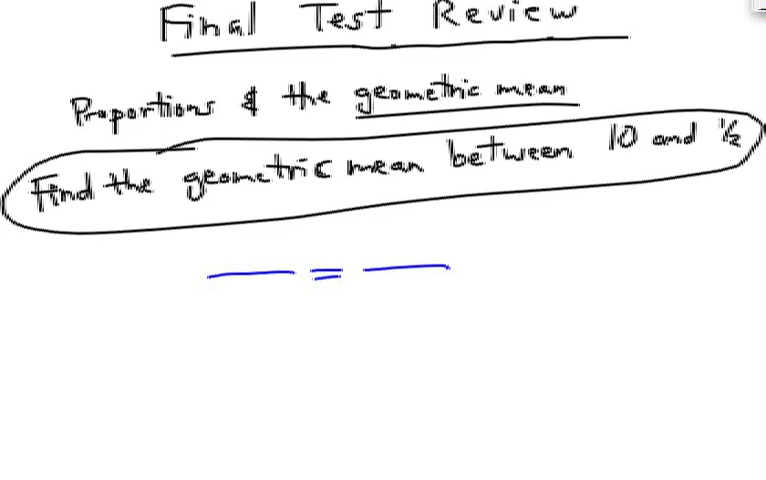 Final Test Review
Proportions & the geometric mean
Find the geometric mean between 10 and ½
=